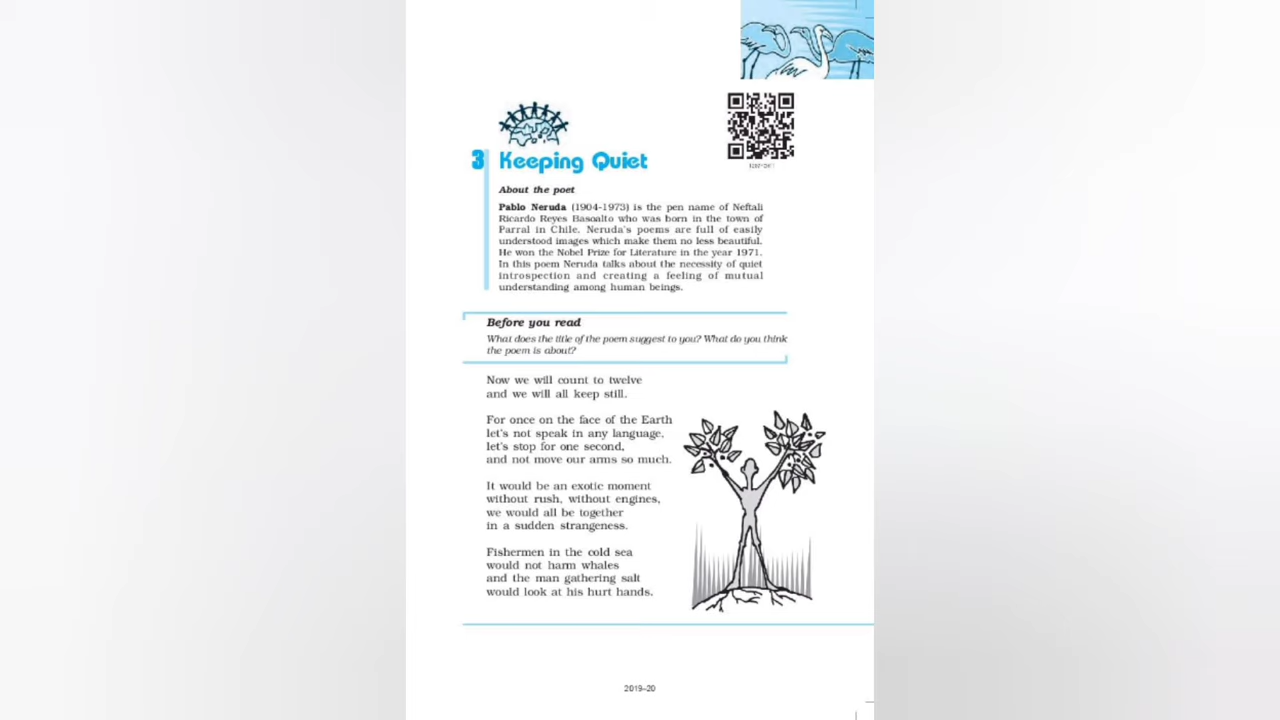 3 Keeping Quiet
About the poet
Pablo Neruda (1904-1973) is the pen name of Neftali
Ricardo Reyes Basoalto who was born in the town of
Parral in Chile. Neruda's poems are full of easily
understood images which make them no less beautiful.
He won the Nobel Prize for Literature in the year 1971.
In this poem Neruda talks about the necessity of quiet
introspection and creating a feeling of mutual
understanding among human beings.
Before you read
What does the title of the poem suggest to you? What do you think
the poem is about?
Now we will count to twelve
and we will all keep still.
For once on the face of the Earth
let's not speak in any language,
let's stop for one second,
and not move our arms so much.
It would be an exotic moment
without rush, without engines,
we would all be together
in a sudden strangeness.
Fishermen in the cold sea
would not harm whales
and the man gathering salt
would look at his hurt hands.
2019-20